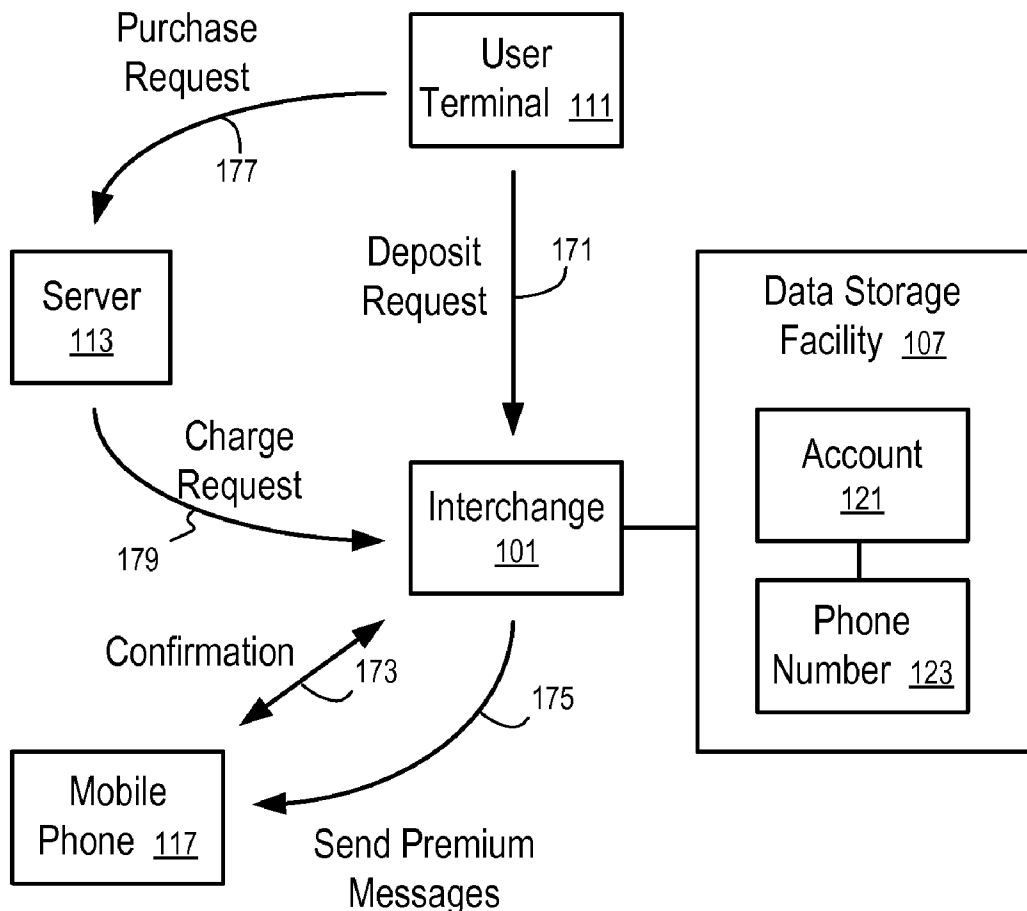 Purchase
Request
177
User
Terminal 111
Deposit
Request
171
Server
113
Data Storage
Facility 107
Account
121
Phone
Number 123
Charge
Request
179
Interchange
101
Confirmation
173
175
Mobile
Phone 117
Send Premium
Messages